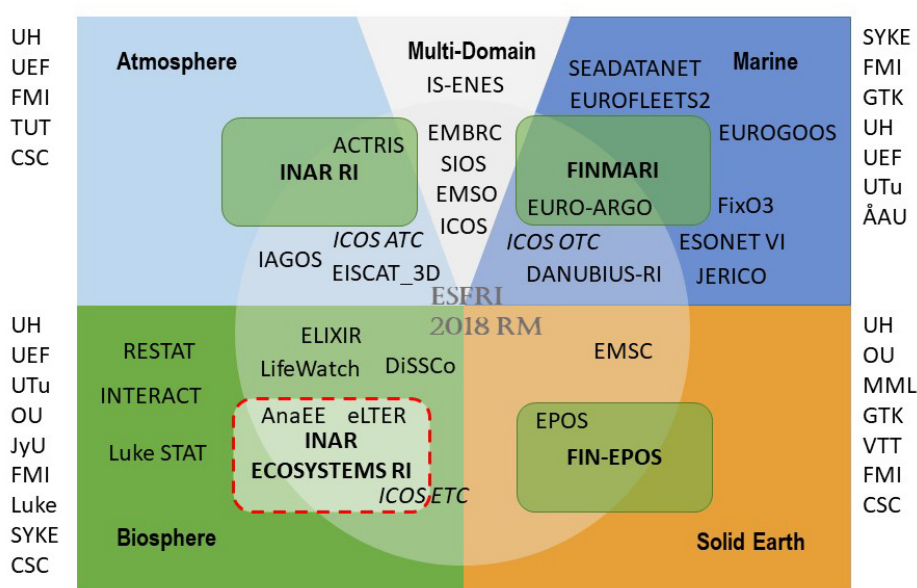 UH
UEF
FMI
TUT
CSC
Atmosphere
ACTRIS
INAR RI
ICOS ATC
IAGOS
EISCAT_3D
Multi-Domain
IS-ENES
EMBRC
SIOS
EMSO
ICOS
SEADATANET
Marine
EUROFLEETS2
EUROGOOS
FINMARI
EURO-ARGO
FixO3
ICOS OTC
ESONET VI
DANUBIUS-RI
JERICO
SYKE
FMI
GTK
UH
UEF
UTu
ÅAU
ESFRI
2018 RM
UH
UEF
UTu
OU
JyU
FMI
Luke
SYKE
CSC
RESTAT
ELIXIR
LifeWatch
DiSSCo
INTERACT
AnaEE eLTER
INAR
ECOSYSTEMS RI
Luke STAT
ICOS ETC
Biosphere
EMSC
EPOS
FIN-EPOS
Solid Earth
UH
OU
MML
GTK
VTT
FMI
CSC